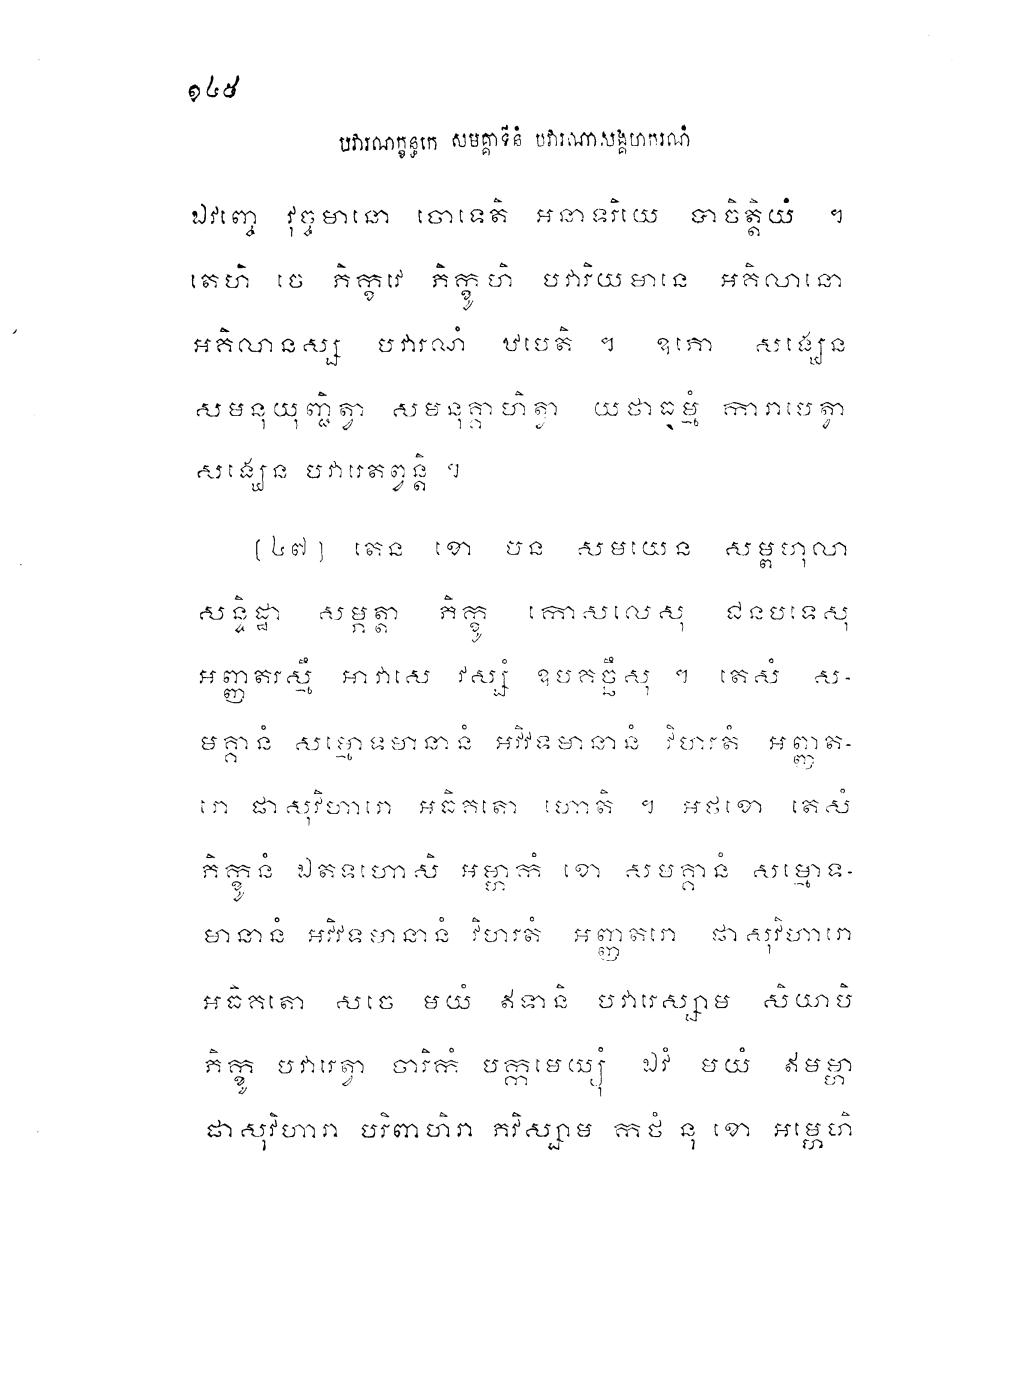 ១៤៥
បវារណក្ខន្ធកេ សមគ្គាទីនំ បវារណាសង្គហករណំ
ឯវញ្ចេ វុច្ចមានោ ចោទេតិ អនាទរិយេ បាចិត្តិយំ ។
តេហិ ចេ ភិក្ខវេ ភិក្ខូហិ បវារិយមានេ អគិលានោ
អគិលានស្ស បវារណំ ឋបេតិ ។ ឧភោ សង្ឃេន
សមនុយុញ្ជិត្វា សមនុគ្គាហិត្វា យថាធម្មំ ការាបេត្វា
សង្ឃេន បវារេតព្វន្តិ ។
(៤៧) តេន ខោ បន សមយេន សម្ពហុលា
សន្ទិដ្ឋា សម្ភត្តា ភិក្ខូ កោសលេសុ ជនបទេសុ
អញ្ញតរស្មឹ អាវាសេ វស្សំ ឧបគច្ឆឹសុ ។ តេសំ ស-
មគ្គានំ សម្មោទមានានំ អវិវទមានានំ វិហរតំ អញ្ញត-
រោ ផាសុវិហារោ អធិគតោ ហោតិ ។ អថខោ តេសំ
ភិក្ខូនំ ឯតទហោសិ អម្ហាកំ ខោ សមគ្គានំ សម្មោទ-
មានានំ អវិវទមានានំ វិហរតំ អញ្ញតរោ ផាសុវិហារោ
អធិគតោ សចេ មយំ ឥទានិ បវារេស្សាម សិយាបិ
ភិក្ខូ បវារេត្វា ចារិកំ បក្កមេយ្យុំ ឯវំ មយំ ឥមម្ហា
ផាសុវិហារា បរិពាហិរា ភវិស្សាម កថំ នុ ខោ អម្ហេហិ